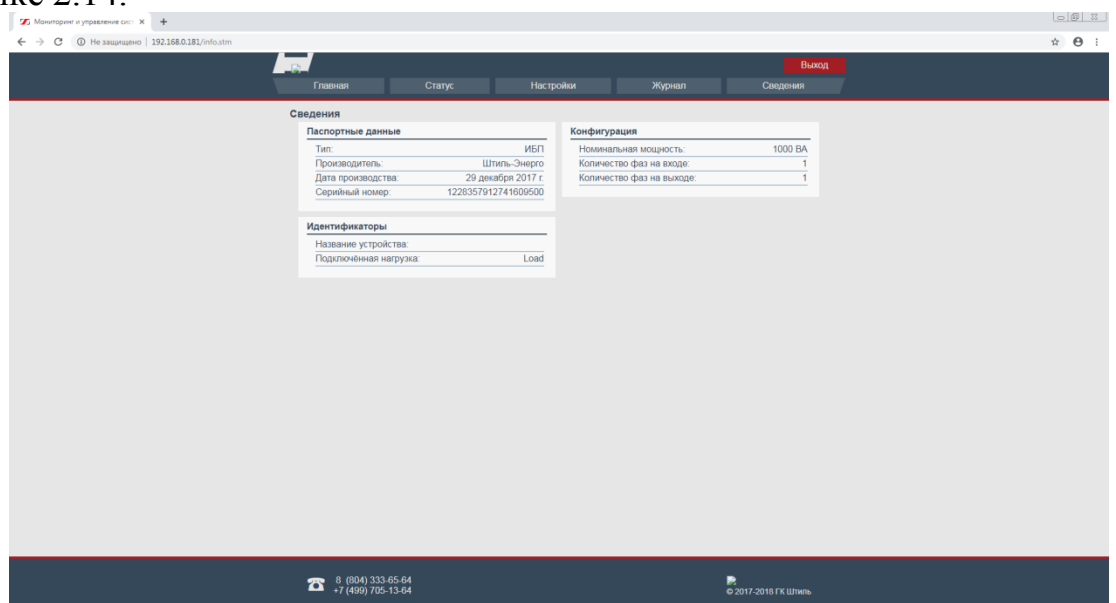 2.14.
Мониторинг и управление сис
Не защищено | 192.168.0.181/info.stm
Выход
Главная Статус Настройки Журнал Сведения
Сведения
Паспортные данные
Тип: ИБП
Производитель: Штиль-Энерго
Дата производства: 29 декабря 2017 г.
Серийный номер: 1228357912741609500
Конфигурация
Номинальная мощность: 1000 ВА
Количество фаз на входе: 1
Количество фаз на выходе: 1
Идентификаторы
Название устройства:
Подключённая нагрузка: Load
8 (804) 333-65-64
+7 (499) 705-13-64
© 2017-2018 ГК Штиль